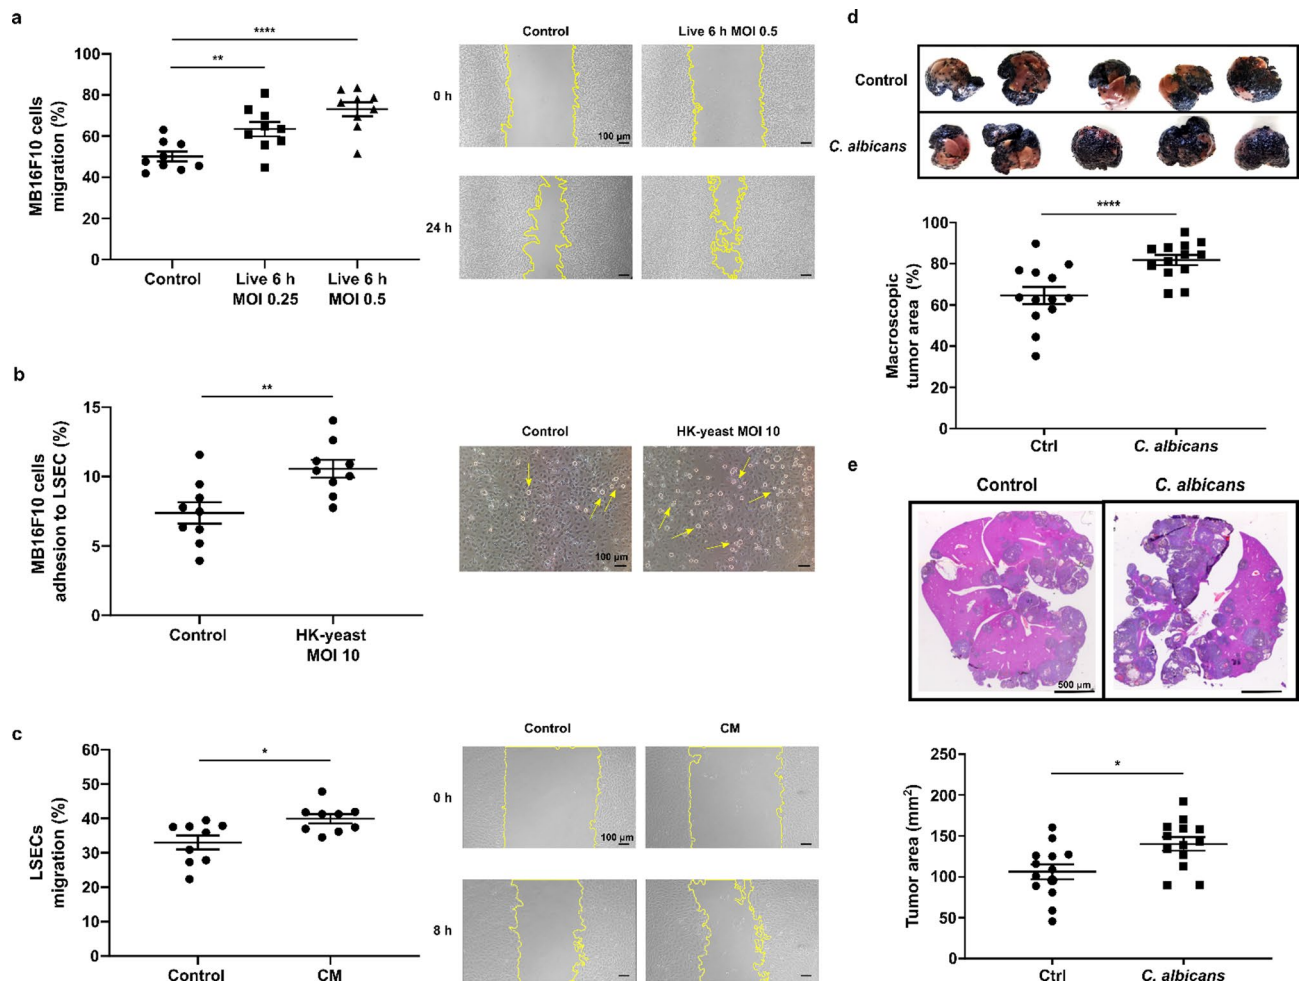 a
MB16F10 cells
migration (%)
100
80
60
40
20
0
****
**
Control
Live 6 h
MOI 0.25
Live 6 h
MOI 0.5
Control
Live 6 h MOI 0.5
0 h
100 µm
24 h
b
MB16F10 cells
adhesion to LSEC (%)
15
10
5
0
**
Control
HK-yeast
MOI 10
Control
HK-yeast MOI 10
100 µm
c
LSECs
migration (%)
60
50
40
30
20
10
0
*
Control
CM
Control
CM
0 h
100 µm
8 h
d
Control
C. albicans
Macroscopic
tumor area (%)
100
80
60
40
20
0
****
Ctrl
C. albicans
e
Control
C. albicans
500 µm
Tumor area (mm²)
250
200
150
100
50
0
*
Ctrl
C. albicans